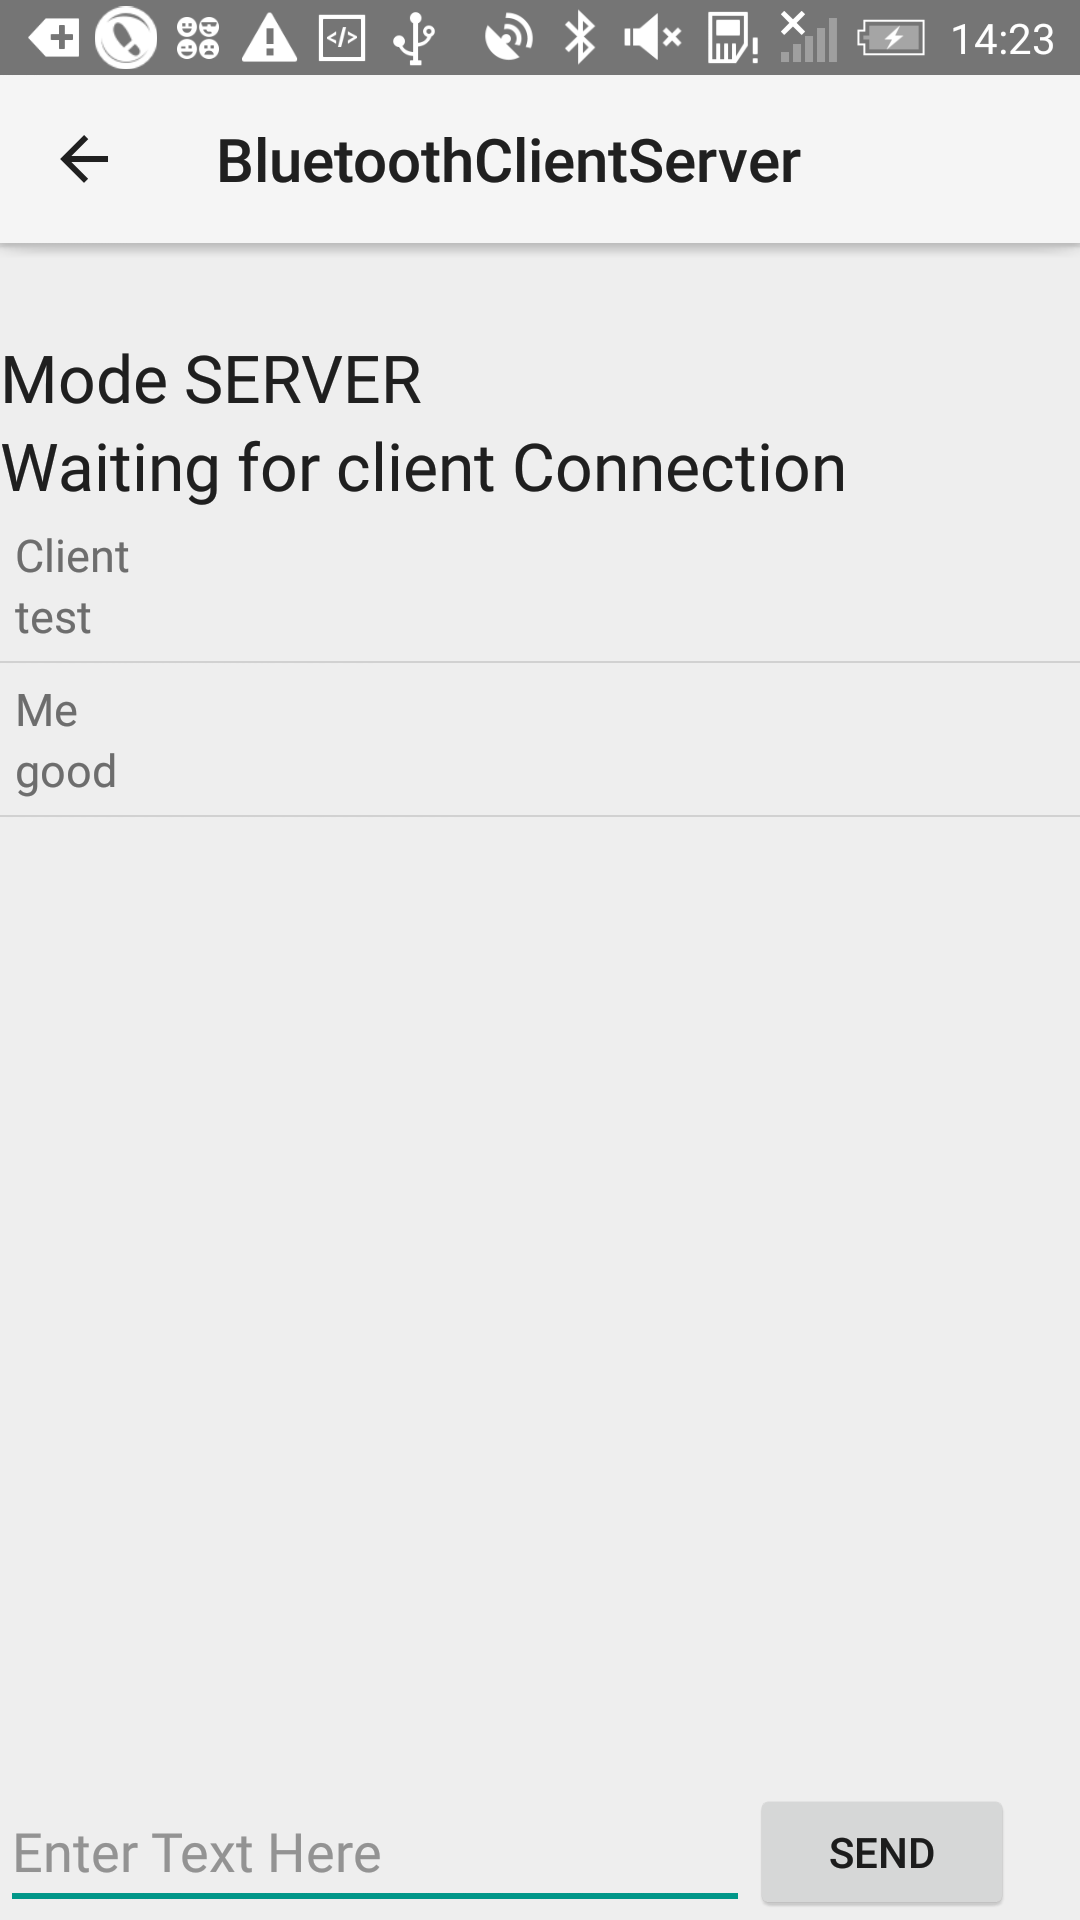 14:23
BluetoothClientServer
Mode SERVER
Waiting for client Connection
Client
test
Me
good
Enter Text Here
SEND